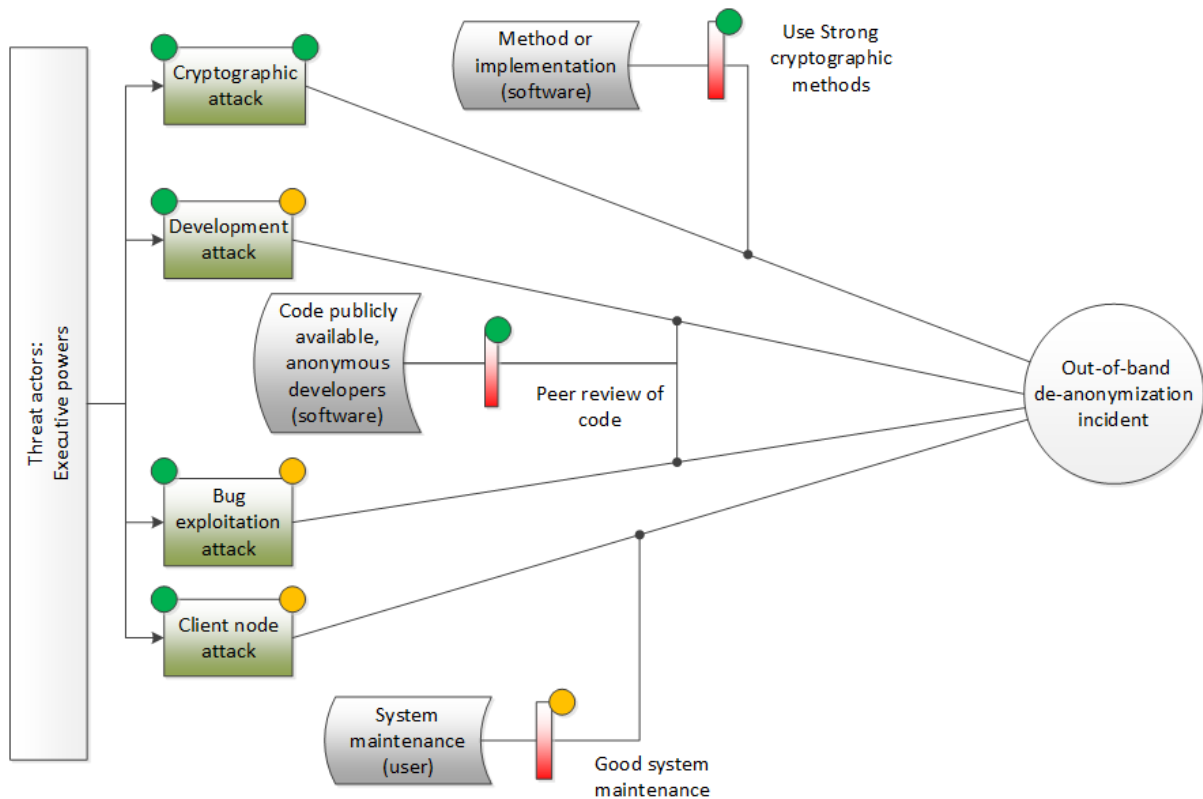 Threat actors:
Executive powers
Cryptographic
attack
Method or
implementation
(software)
Use Strong
cryptographic
methods
Development
attack
Code publicly
available,
anonymous
developers
(software)
Peer review of
code
Out-of-band
de-anonymization
incident
Bug
exploitation
attack
Client node
attack
System
maintenance
(user)
Good system
maintenance